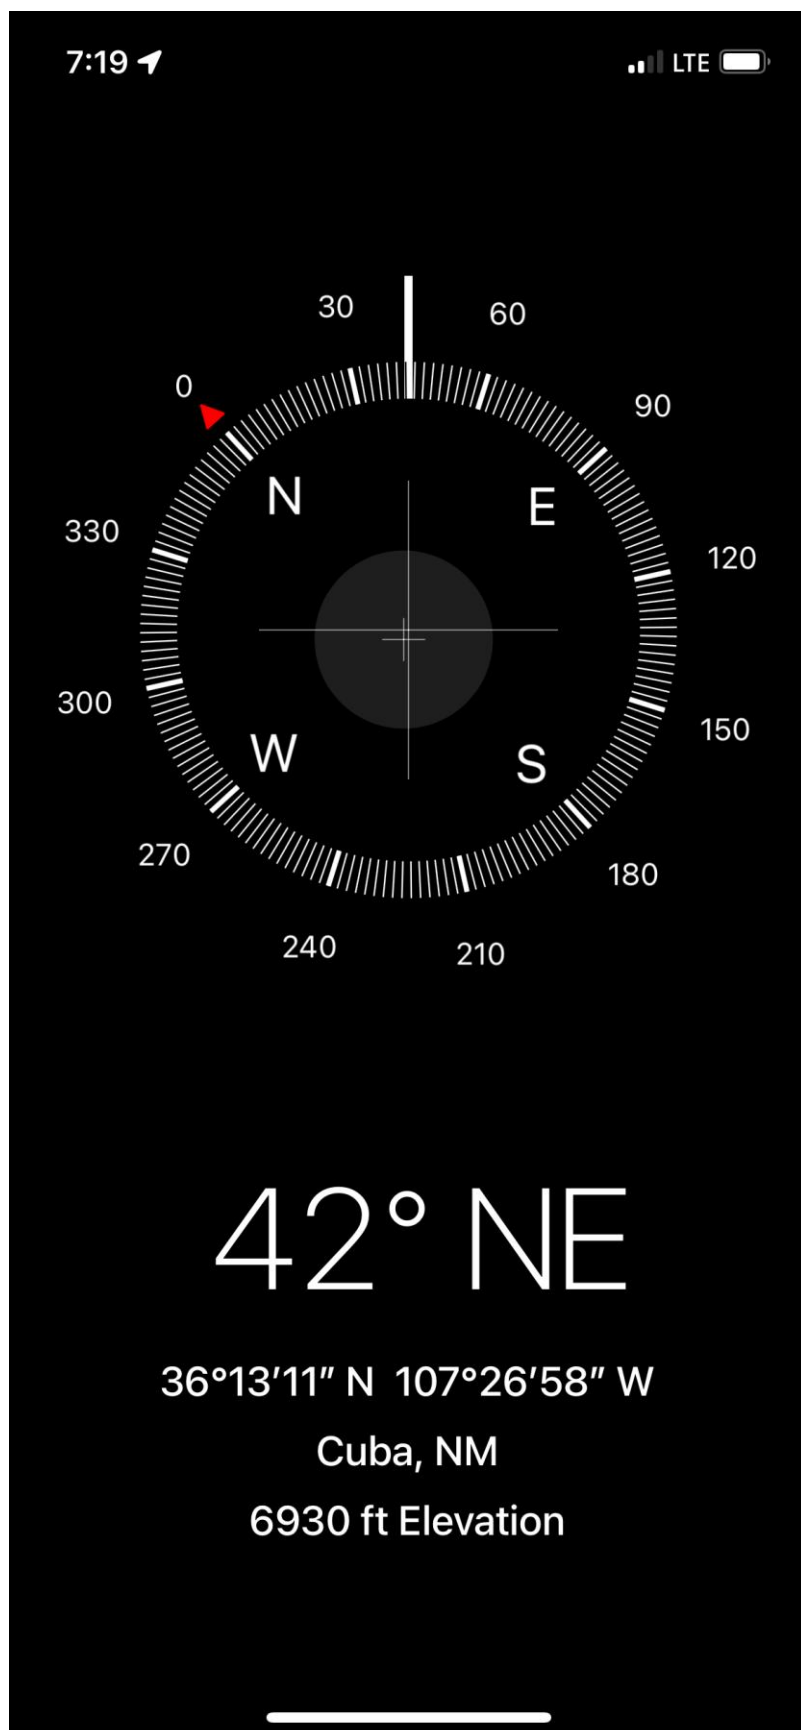 7:19 LTE
30 60
0 90
N E
330 120
300 150
W S
270 180
240 210
42° NE
36°13′11″ N 107°26′58″ W
Cuba, NM
6930 ft Elevation